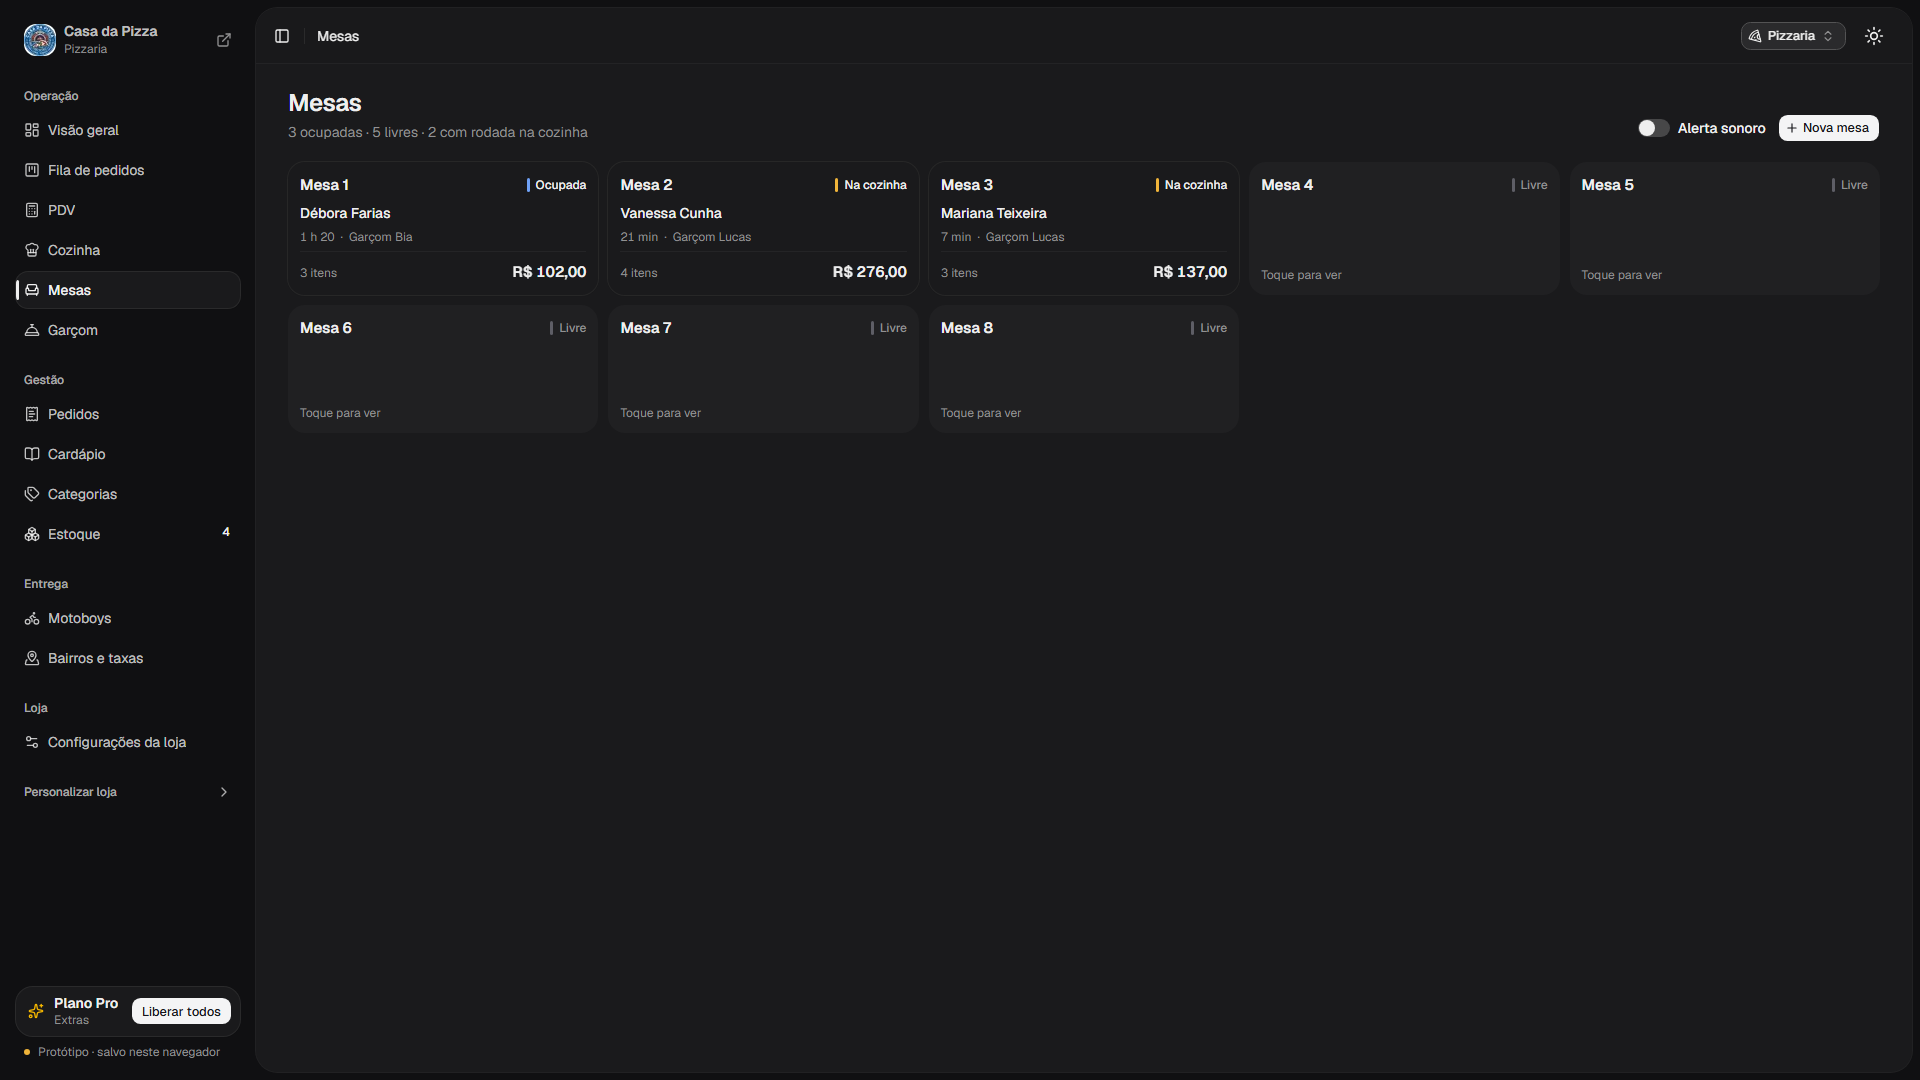 Casa da Pizza
Pizzaria
Operação
Visão geral
Fila de pedidos
PDV
Cozinha
Mesas
Garçom
Gestão
Pedidos
Cardápio
Categorias
Estoque 4
Entrega
Motoboys
Bairros e taxas
Loja
Configurações da loja
Personalizar loja
Plano Pro
Extras
Liberar todos
Protótipo · salvo neste navegador
Mesas
Pizzaria
Mesas
3 ocupadas · 5 livres · 2 com rodada na cozinha
Alerta sonoro
+ Nova mesa
Mesa 1 Ocupada
Débora Farias
1 h 20 · Garçom Bia
3 itens R$ 102,00
Mesa 2 Na cozinha
Vanessa Cunha
21 min · Garçom Lucas
4 itens R$ 276,00
Mesa 3 Na cozinha
Mariana Teixeira
7 min · Garçom Lucas
3 itens R$ 137,00
Mesa 4 Livre
Toque para ver
Mesa 5 Livre
Toque para ver
Mesa 6 Livre
Toque para ver
Mesa 7 Livre
Toque para ver
Mesa 8 Livre
Toque para ver